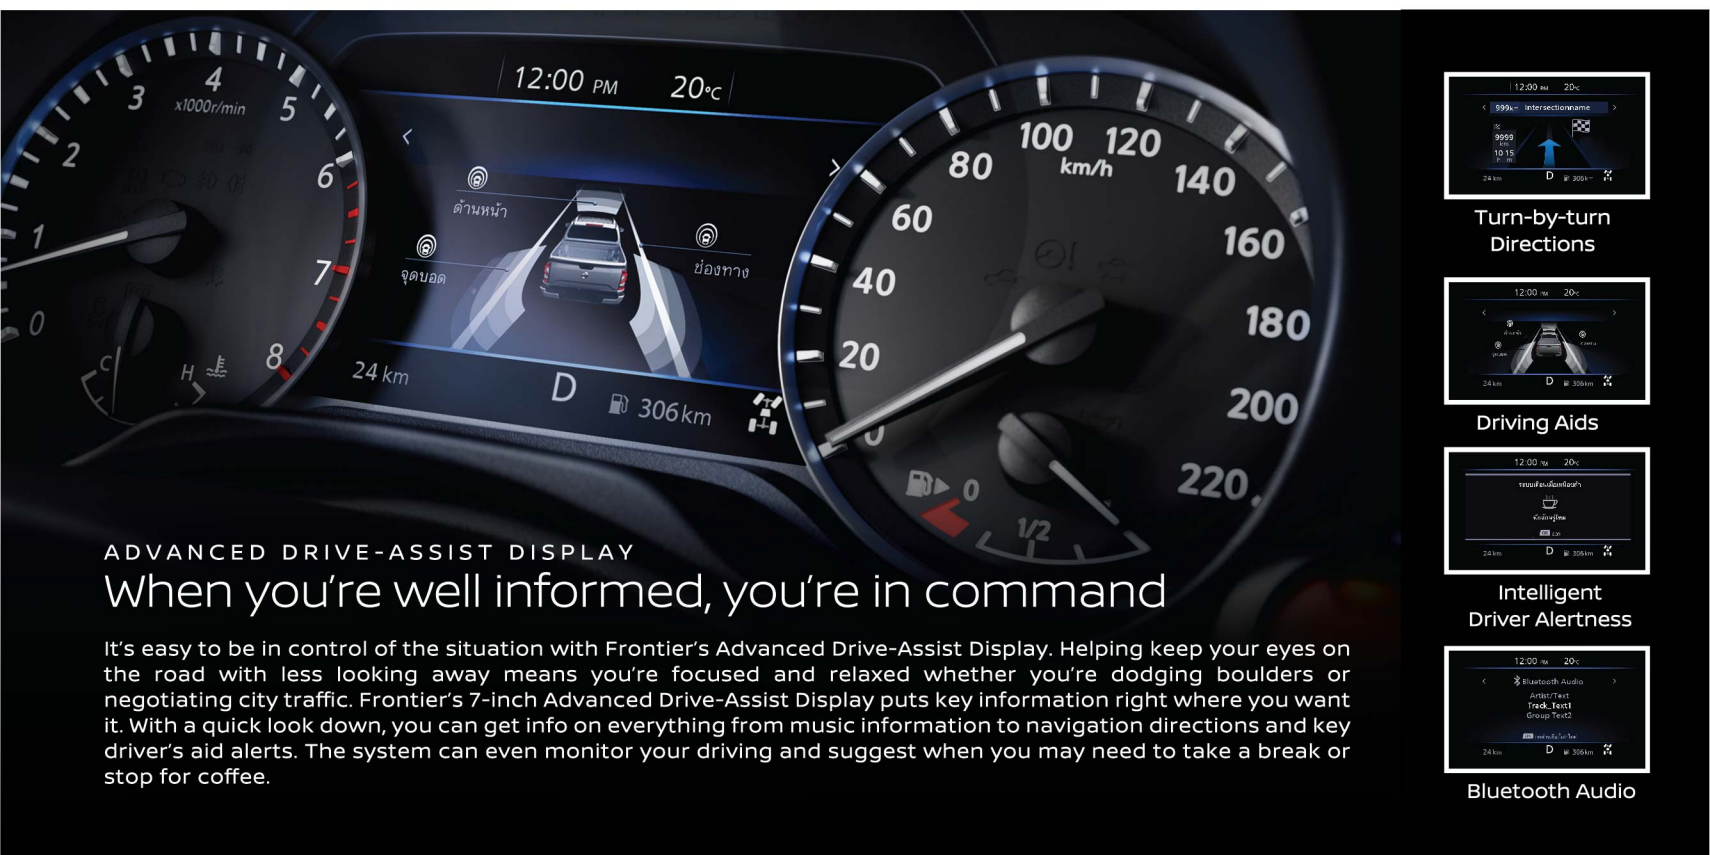 12:00 PM 20°C
0
1
2
3
4
5
6
7
8
x1000r/min
C
H
ด้านหน้า
จุดบอด
ช่องทาง
24 km
D
306 km
0
20
40
60
80
100
120
140
160
180
200
220
km/h
0
1/2
ADVANCED DRIVE-ASSIST DISPLAY
When you're well informed, you're in command
It's easy to be in control of the situation with Frontier's Advanced Drive-Assist Display. Helping keep your eyes on
the road with less looking away means you're focused and relaxed whether you're dodging boulders or
negotiating city traffic. Frontier's 7-inch Advanced Drive-Assist Display puts key information right where you want
it. With a quick look down, you can get info on everything from music information to navigation directions and key
driver's aid alerts. The system can even monitor your driving and suggest when you may need to take a break or
stop for coffee.
12:00 PM 20°C
Intersectionname
9999
km
10 15
24 km
D
306km
Turn-by-turn
Directions
12:00 PM 20°C
24 km
D
306km
Driving Aids
12:00 PM 20°C
OK
24 km
D
306km
Intelligent
Driver Alertness
12:00 PM 20°C
Bluetooth Audio
Artist/Text
Track_Text1
Group Text2
24 km
D
306km
Bluetooth Audio